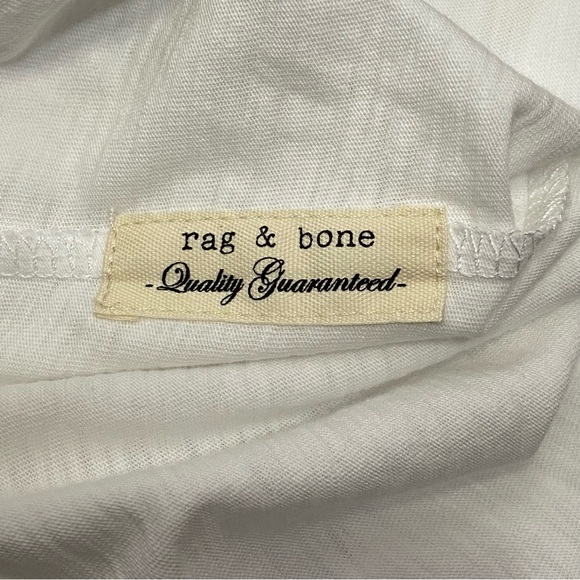 rag & bone
-Quality Guaranteed-